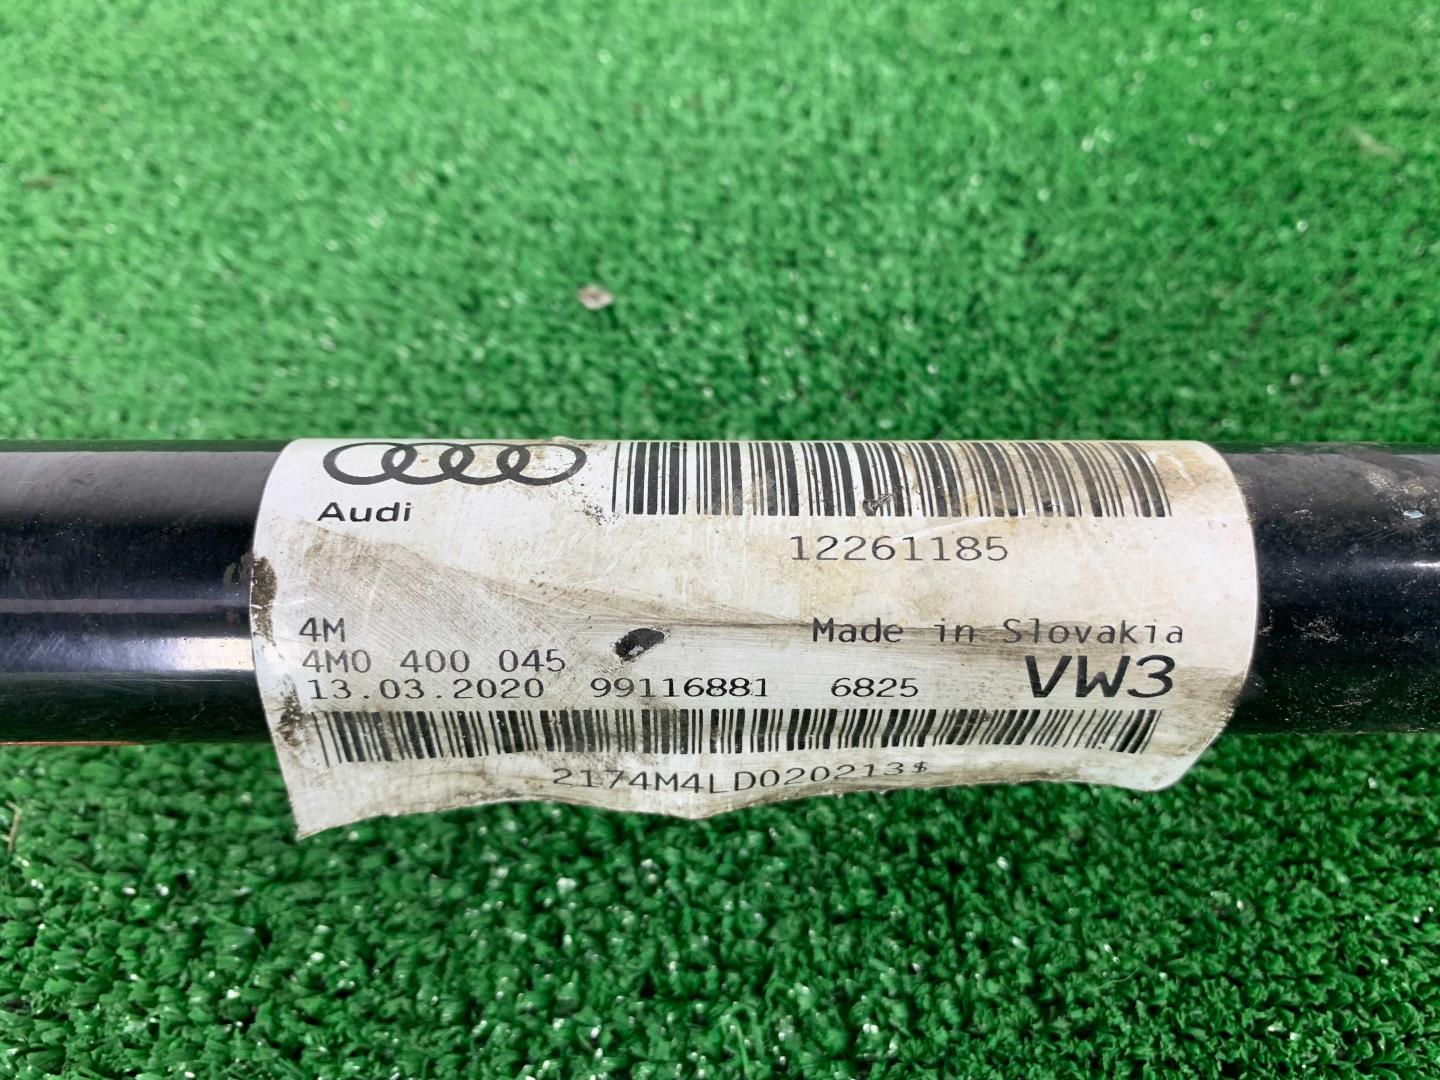 Audi
12261185
4M
Made in Slovakia
4M0 400 045
VW3
13.03.2020 99116881 6825
2174M4LD020213$